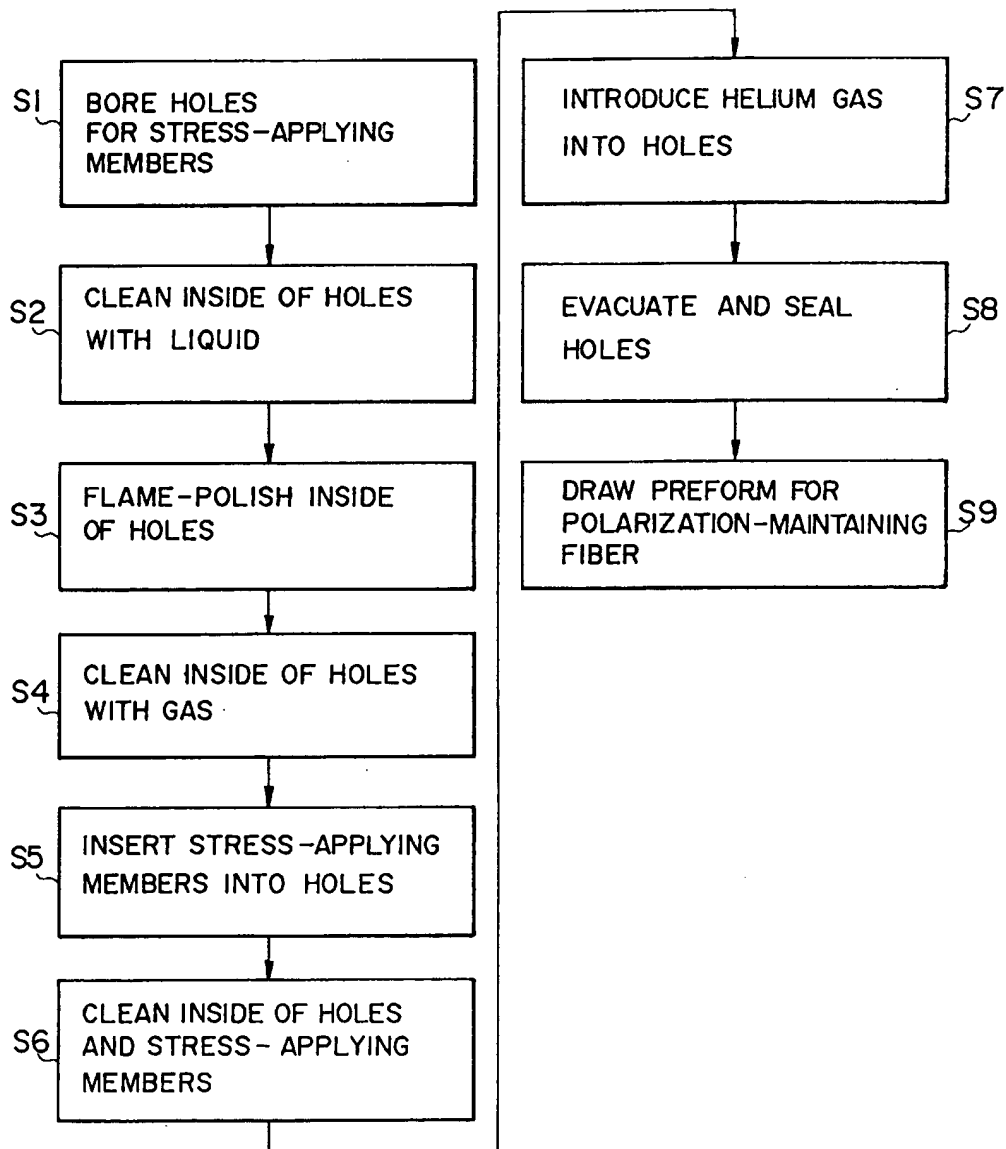 S1
BORE HOLES
FOR STRESS-APPLYING
MEMBERS
S2
CLEAN INSIDE OF HOLES
WITH LIQUID
S3
FLAME-POLISH INSIDE
OF HOLES
S4
CLEAN INSIDE OF HOLES
WITH GAS
S5
INSERT STRESS-APPLYING
MEMBERS INTO HOLES
S6
CLEAN INSIDE OF HOLES
AND STRESS-APPLYING
MEMBERS
S7
INTRODUCE HELIUM GAS
INTO HOLES
S8
EVACUATE AND SEAL
HOLES
S9
DRAW PREFORM FOR
POLARIZATION-MAINTAINING
FIBER